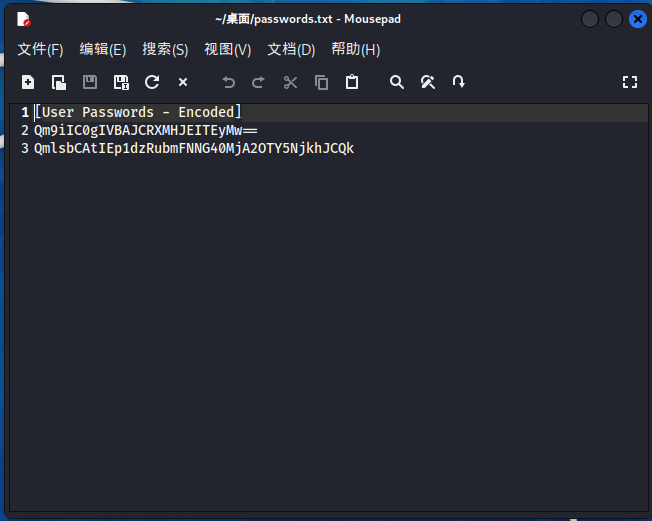 ~/桌面/passwords.txt - Mousepad
文件(F) 编辑(E) 搜索(S) 视图(V) 文档(D) 帮助(H)
1 [User Passwords - Encoded]
2 Qm9iIC0gIVBAJCRXMHJEITEyMw==
3 QmlsbCAtIEp1dzRubmFNNG40MjA2OTY5NjkhJCQk